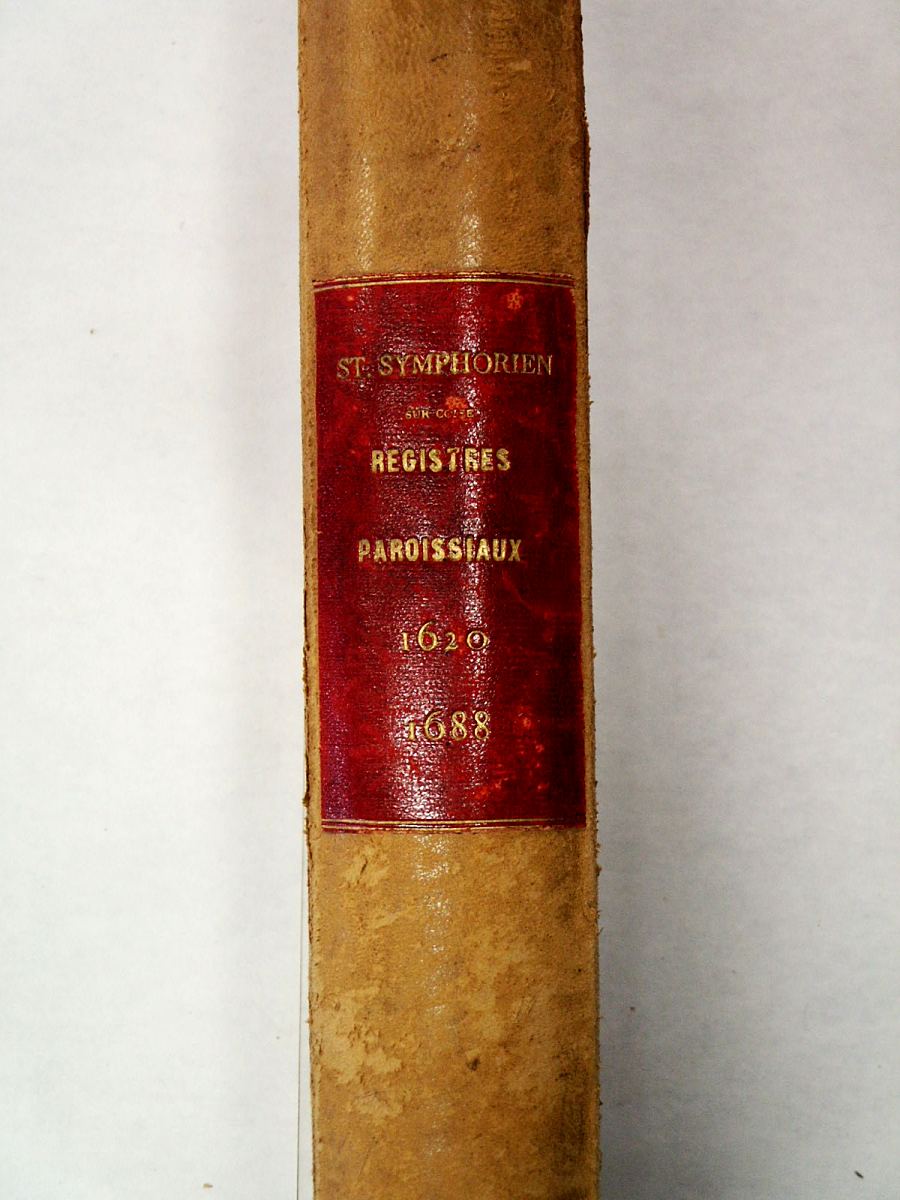 ST. SYMPHORIEN
SUR COISE
REGISTRES
PAROISSIAUX
1620
1688